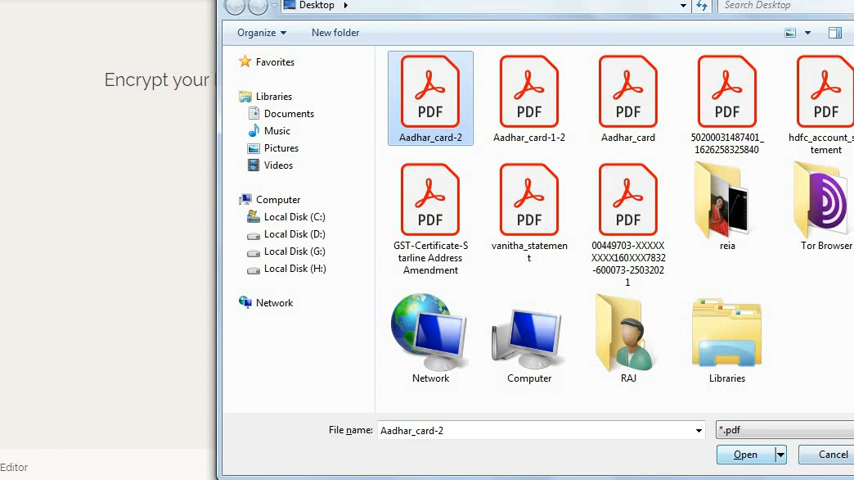 Desktop
Search Desktop
Organize
New folder
Encrypt your
Favorites
Libraries
Documents
Music
Pictures
Videos
Computer
Local Disk (C:)
Local Disk (D:)
Local Disk (G:)
Local Disk (H:)
Network
PDF
Aadhar_card-2
PDF
Aadhar_card-1-2
PDF
Aadhar_card
PDF
50200031487401_
1626258325840
PDF
hdfc_account_s
tement
PDF
GST-Certificate-S
tarline Address
Amendment
PDF
vanitha_statemen
t
PDF
00449703-XXXXX
XXXX160XXX7832
-600073-2503202
1
reia
Tor Browser
Network
Computer
RAJ
Libraries
File name:
Aadhar_card-2
*.pdf
Open
Cancel
Editor